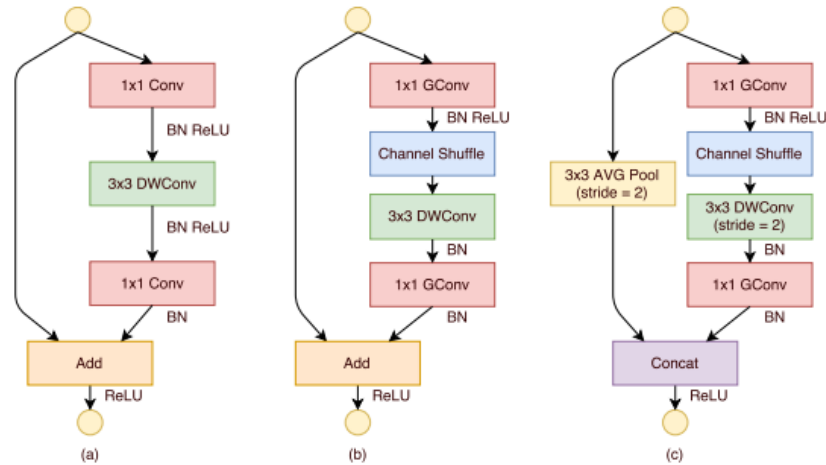 1x1 Conv
BN ReLU
3x3 DWConv
BN ReLU
1x1 Conv
BN
Add
ReLU
(a)
1x1 GConv
BN ReLU
Channel Shuffle
3x3 DWConv
BN
1x1 GConv
BN
Add
ReLU
(b)
1x1 GConv
BN ReLU
Channel Shuffle
3x3 AVG Pool
(stride = 2)
3x3 DWConv
(stride = 2)
BN
1x1 GConv
BN
Concat
ReLU
(c)